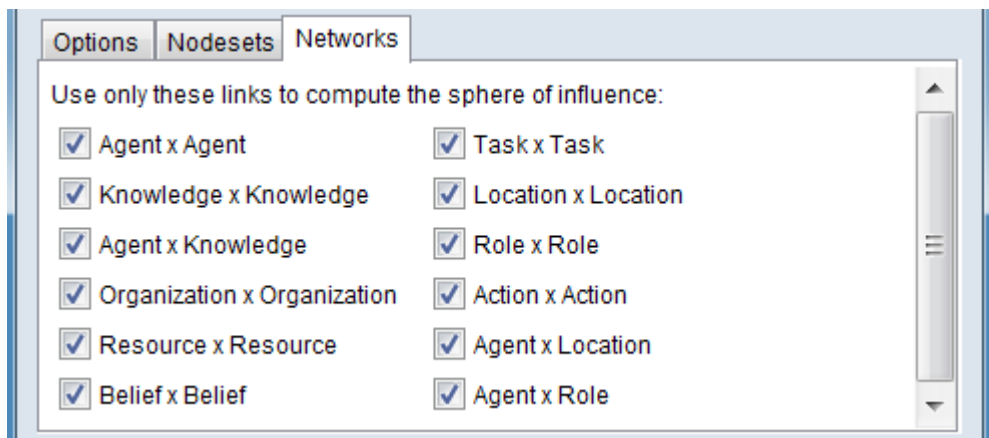 Options Nodesets Networks
Use only these links to compute the sphere of influence:
Agent x Agent Task x Task
Knowledge x Knowledge Location x Location
Agent x Knowledge Role x Role
Organization x Organization Action x Action
Resource x Resource Agent x Location
Belief x Belief Agent x Role